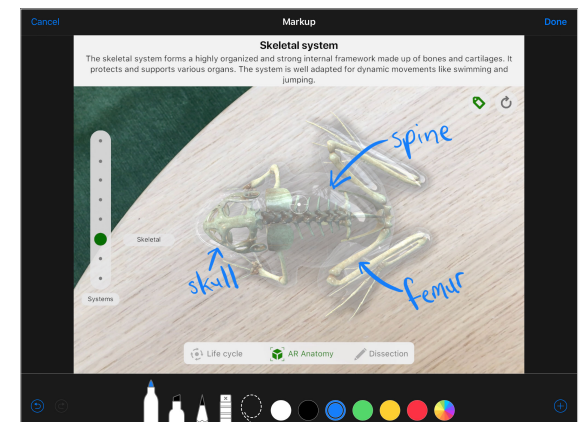 Cancel
Markup
Done
Skeletal system
The skeletal system forms a highly organized and strong internal framework made up of bones and cartilages. It
protects and supports various organs. The system is well adapted for dynamic movements like swimming and
jumping.
spine
Skeletal
skull
femur
Systems
Life cycle
AR Anatomy
Dissection